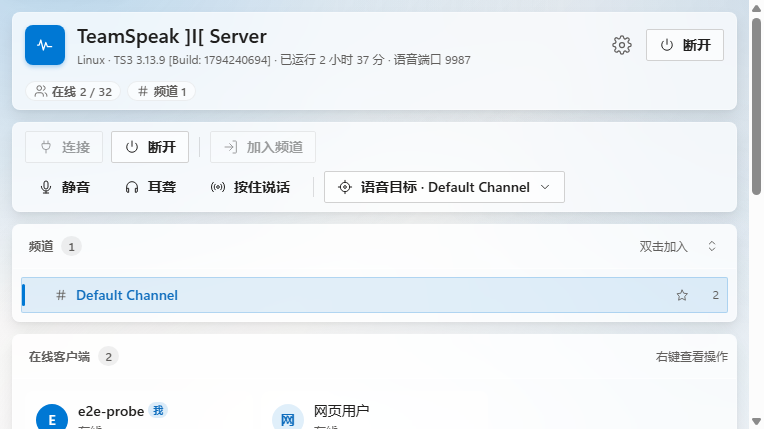 TeamSpeak ]I[ Server
Linux · TS3 3.13.9 [Build: 1794240694] · 已运行 2 小时 37 分 · 语音端口 9987
断开
在线 2 / 32
# 频道 1
连接
断开
加入频道
静音
耳聋
按住说话
语音目标 · Default Channel
频道 1
双击加入
# Default Channel
2
在线客户端 2
右键查看操作
E
e2e-probe 我
网
网页用户